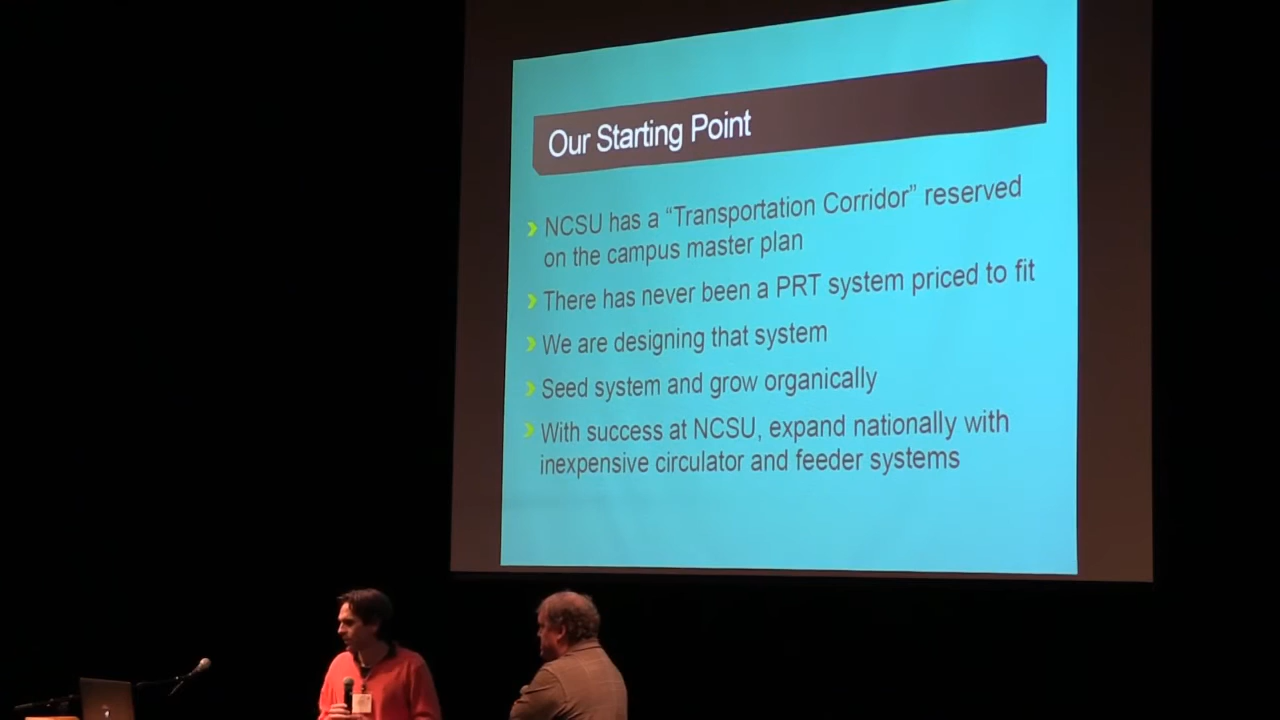 Our Starting Point
NCSU has a “Transportation Corridor” reserved
on the campus master plan
There has never been a PRT system priced to fit
We are designing that system
Seed system and grow organically
With success at NCSU, expand nationally with
inexpensive circulator and feeder systems